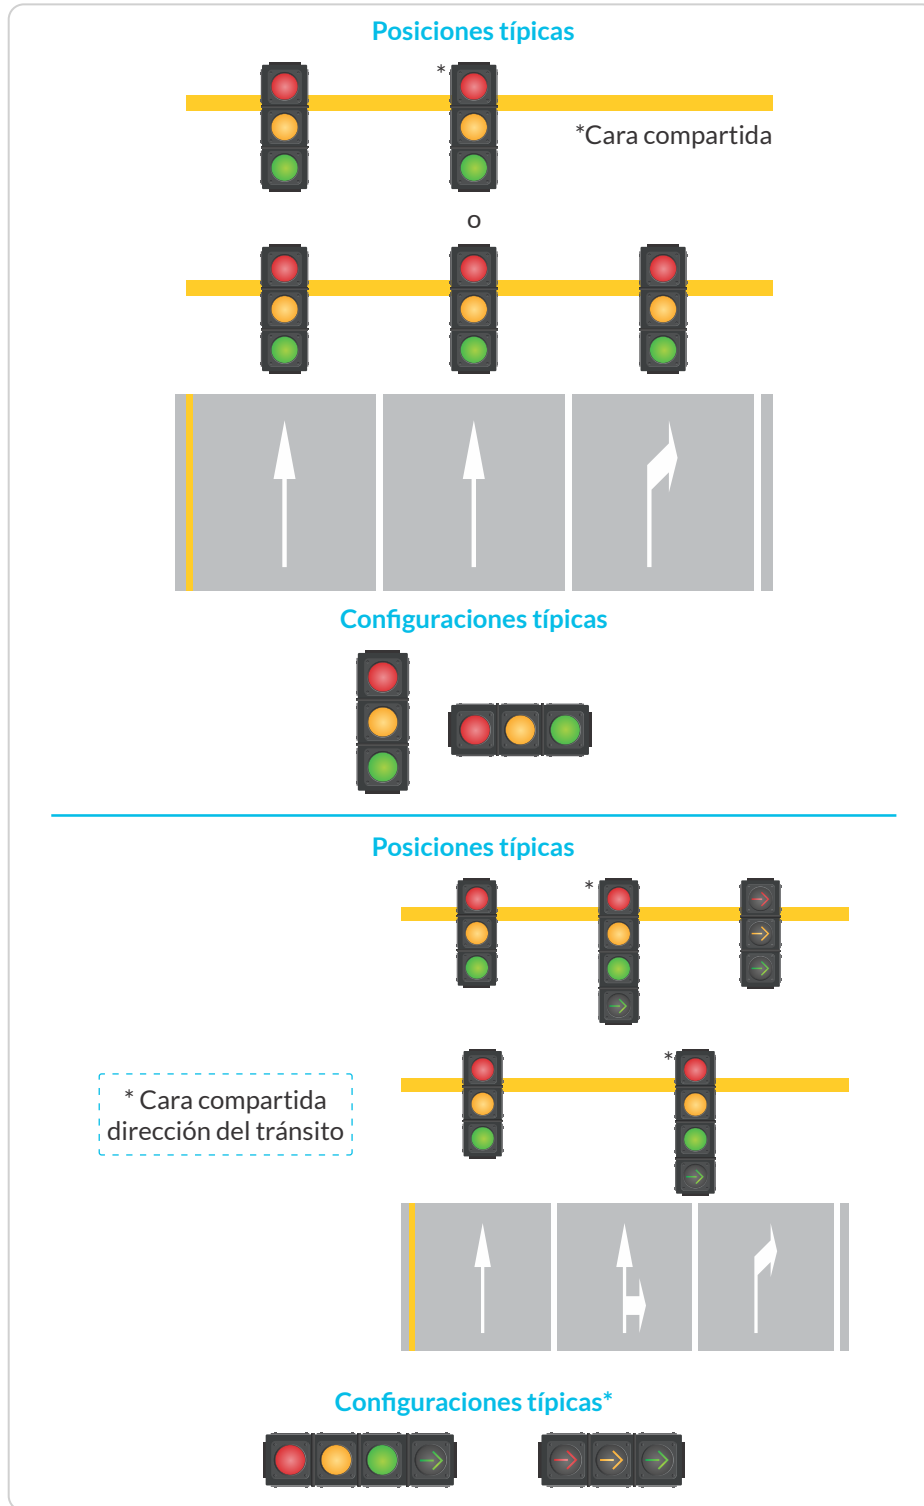 Posiciones típicas
*
*Cara compartida
o
Configuraciones típicas
Posiciones típicas
*
*
* Cara compartida
dirección del tránsito
Configuraciones típicas*